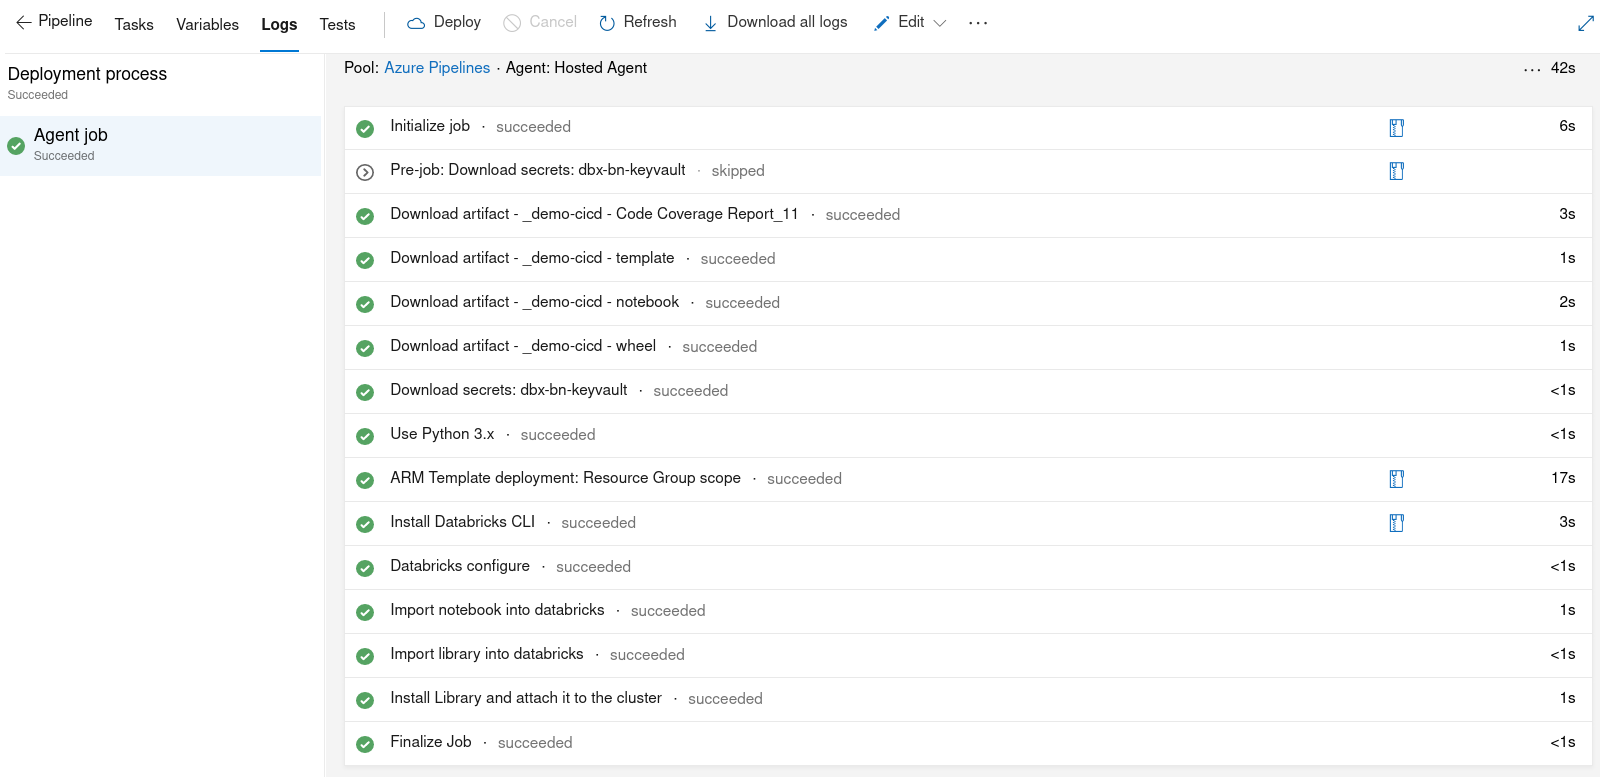 Pipeline Tasks Variables Logs Tests Deploy Cancel Refresh Download all logs Edit ···
Deployment process
Succeeded
Agent job
Succeeded
Pool: Azure Pipelines · Agent: Hosted Agent ··· 42s
Initialize job · succeeded 6s
Pre-job: Download secrets: dbx-bn-keyvault · skipped
Download artifact - _demo-cicd - Code Coverage Report_11 · succeeded 3s
Download artifact - _demo-cicd - template · succeeded 1s
Download artifact - _demo-cicd - notebook · succeeded 2s
Download artifact - _demo-cicd - wheel · succeeded 1s
Download secrets: dbx-bn-keyvault · succeeded <1s
Use Python 3.x · succeeded <1s
ARM Template deployment: Resource Group scope · succeeded 17s
Install Databricks CLI · succeeded 3s
Databricks configure · succeeded <1s
Import notebook into databricks · succeeded 1s
Import library into databricks · succeeded <1s
Install Library and attach it to the cluster · succeeded 1s
Finalize Job · succeeded <1s